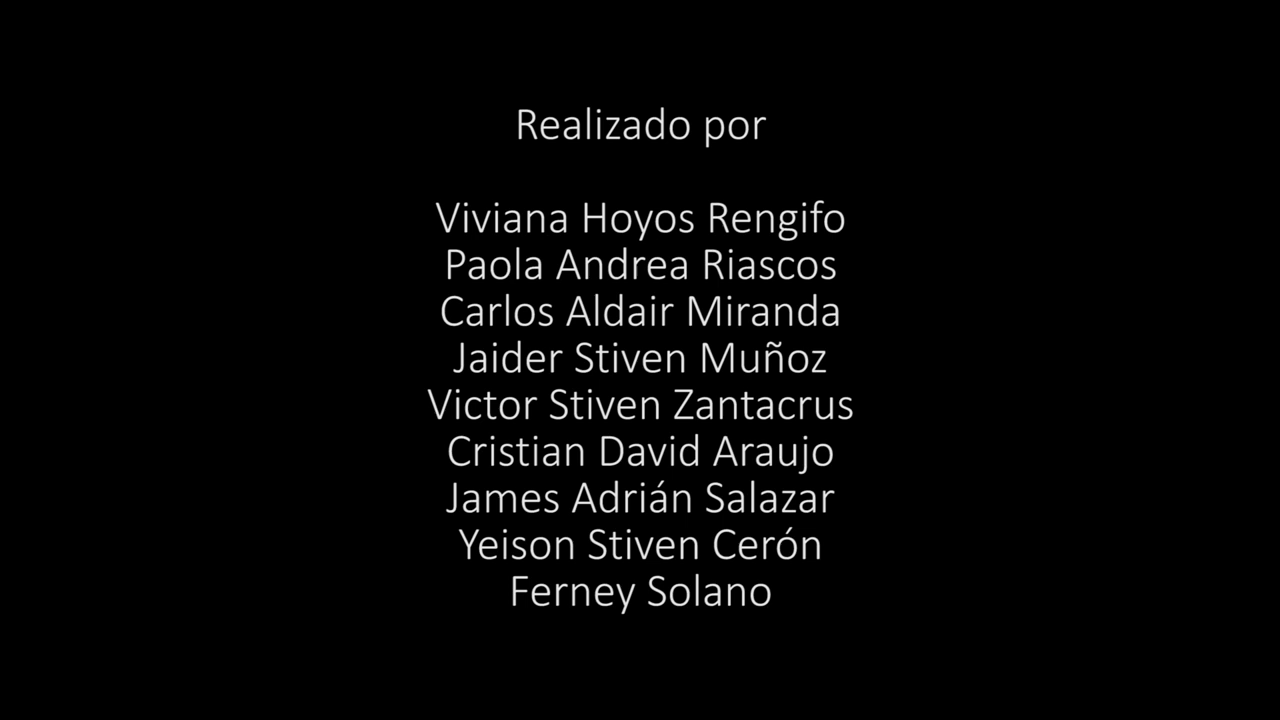 Realizado por
Viviana Hoyos Rengifo
Paola Andrea Riascos
Carlos Aldair Miranda
Jaider Stiven Muñoz
Victor Stiven Zantacrus
Cristian David Araujo
James Adrián Salazar
Yeison Stiven Cerón
Ferney Solano